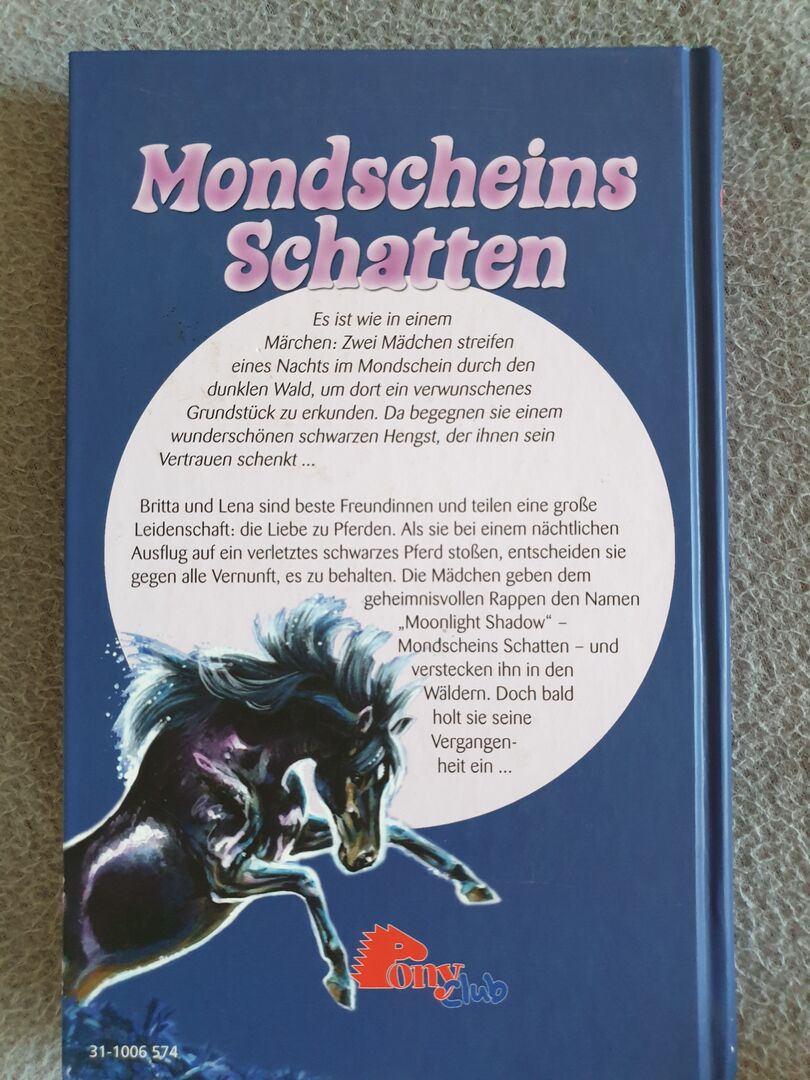 Mondscheins
Schatten
Es ist wie in einem
Märchen: Zwei Mädchen streifen
eines Nachts im Mondschein durch den
dunklen Wald, um dort ein verwunschenes
Grundstück zu erkunden. Da begegnen sie einem
wunderschönen schwarzen Hengst, der ihnen sein
Vertrauen schenkt ...
Britta und Lena sind beste Freundinnen und teilen eine große
Leidenschaft: die Liebe zu Pferden. Als sie bei einem nächtlichen
Ausflug auf ein verletztes schwarzes Pferd stoßen, entscheiden sie
gegen alle Vernunft, es zu behalten. Die Mädchen geben dem
geheimnisvollen Rappen den Namen
„Moonlight Shadow“ –
Mondscheins Schatten – und
verstecken ihn in den
Wäldern. Doch bald
holt sie seine
Vergangen-
heit ein ...
Pony
club
31-1006 574